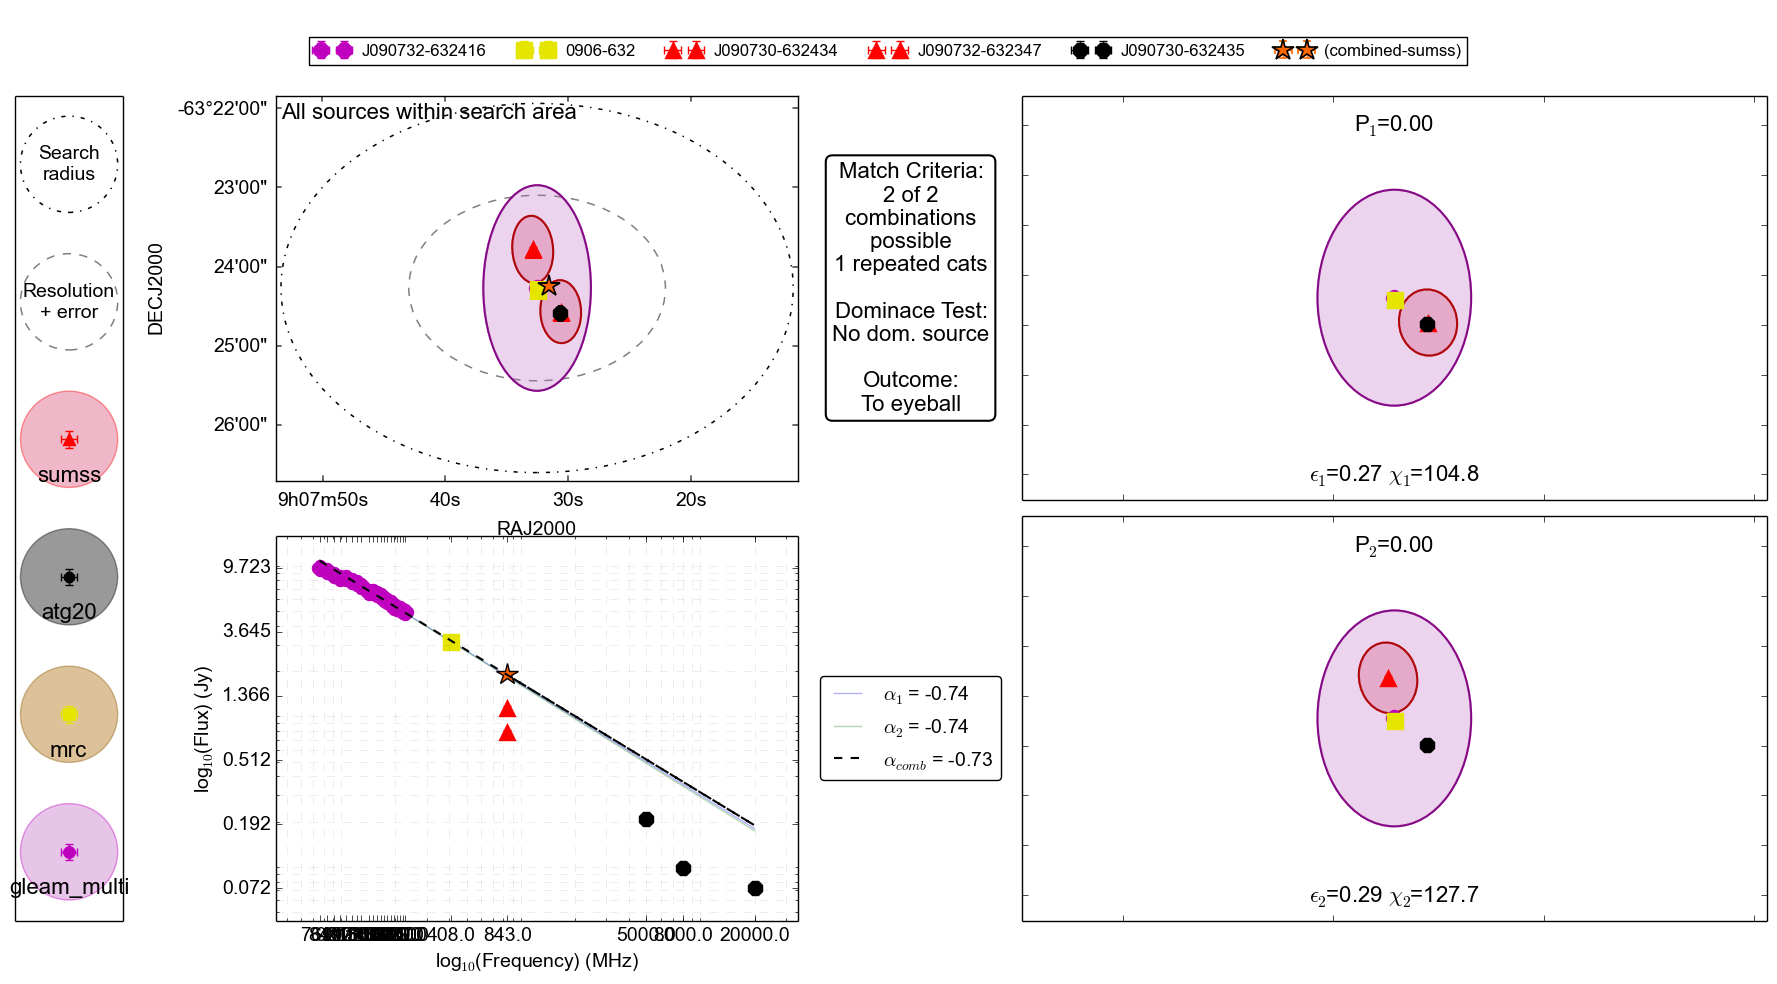 J090732-632416 0906-632 J090730-632434 J090732-632347 J090730-632435 (combined-sumss)
Search
radius
Resolution
+ error
sumss
atg20
mrc
gleam_multi
All sources within search area
-63°22'00"
23'00"
24'00"
25'00"
26'00"
DECJ2000
9h07m50s 40s 30s 20s
RAJ2000
Match Criteria:
2 of 2
combinations
possible
1 repeated cats
Dominace Test:
No dom. source
Outcome:
To eyeball
P1=0.00
ϵ1=0.27 χ1=104.8
P2=0.00
ϵ2=0.29 χ2=127.7
9.723
3.645
1.366
0.512
0.192
0.072
log10(Flux) (Jy)
408.0 843.0 5000.0 8000.0 20000.0
log10(Frequency) (MHz)
α1 = -0.74
α2 = -0.74
αcomb = -0.73